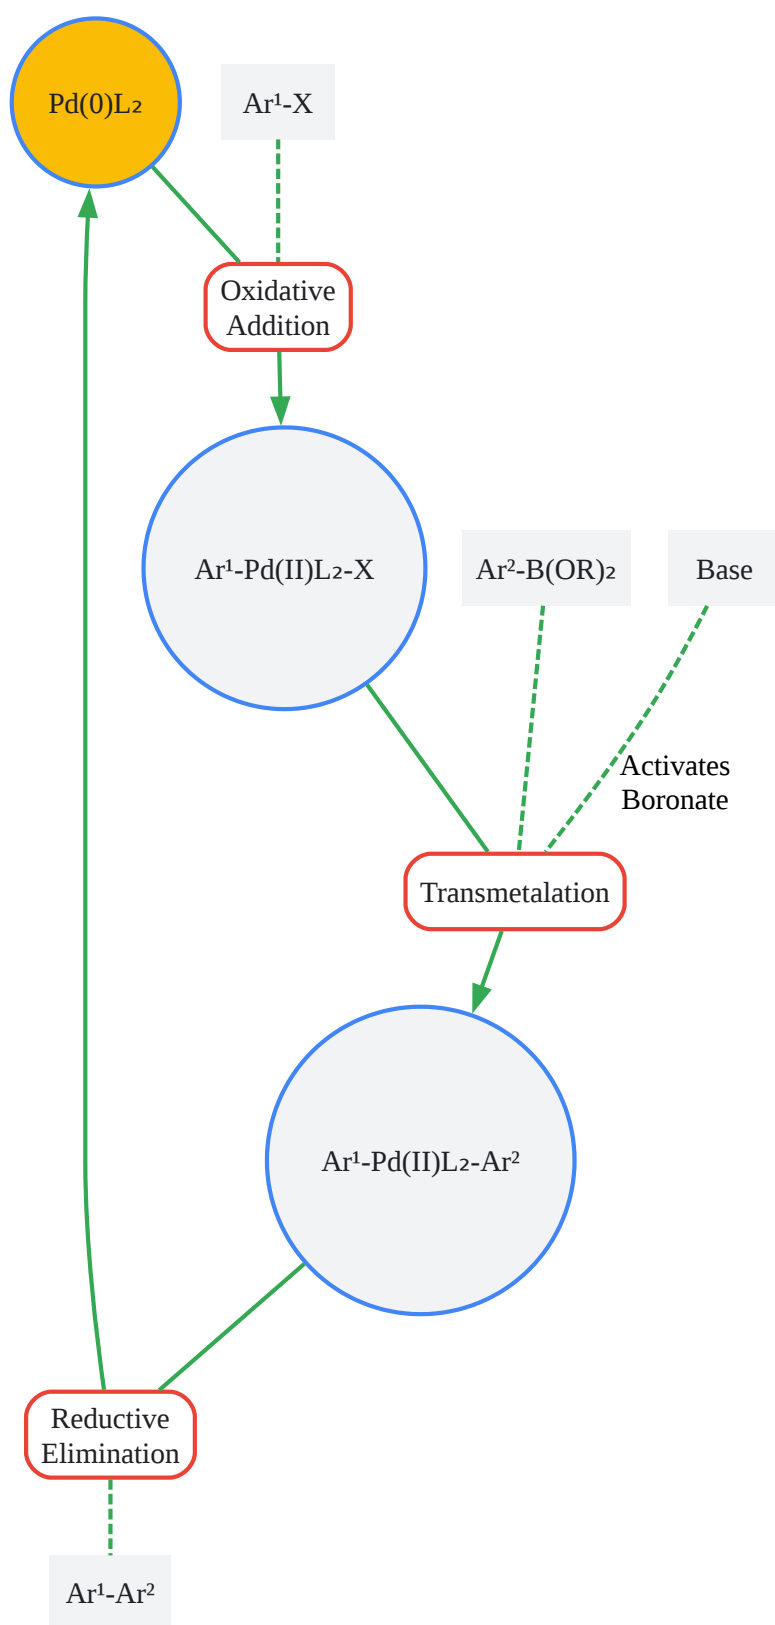 Pd(0)L₂
Ar¹-X
Oxidative
Addition
Ar¹-Pd(II)L₂-X
Ar²-B(OR)₂
Base
Activates
Boronate
Transmetalation
Ar¹-Pd(II)L₂-Ar²
Reductive
Elimination
Ar¹-Ar²